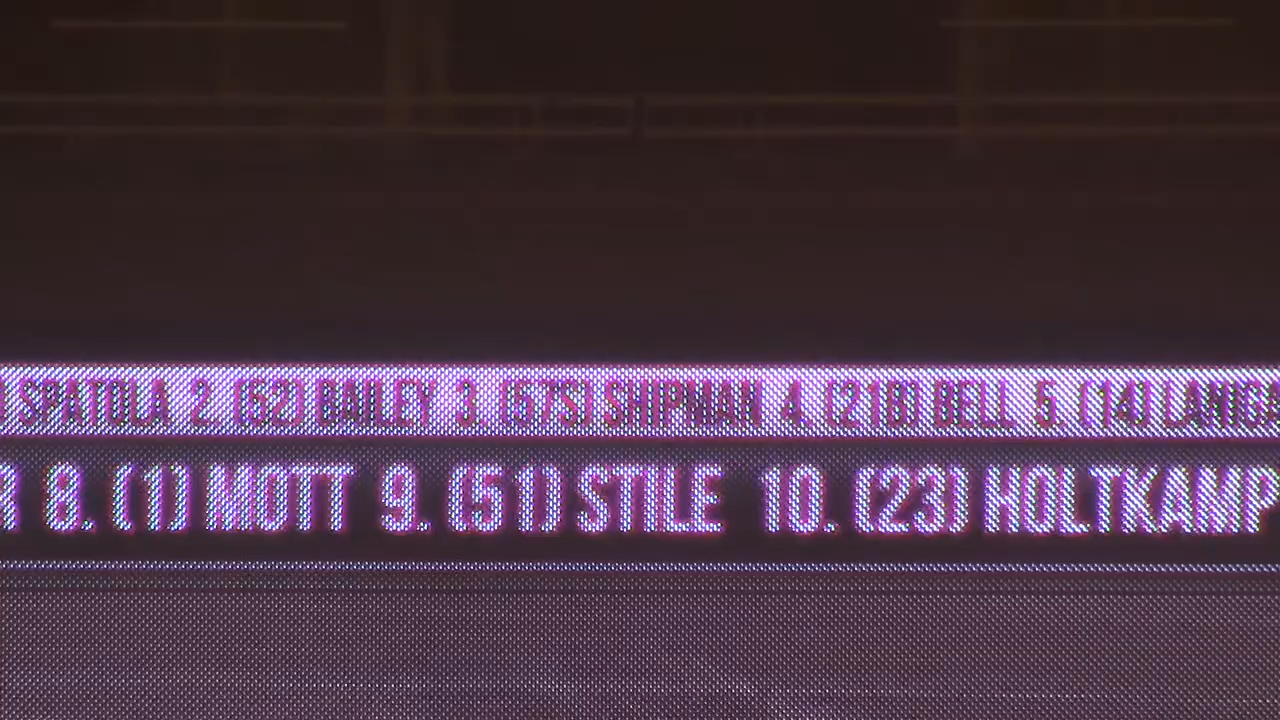 ) SPATOLA 2. (52) BAILEY 3. (57S) SHIPMAN 4. (21B) BELL 5. (14) LANIGA
R 8. (1) MOTT 9. (51) STILE 10. (23) HOLTKAMP